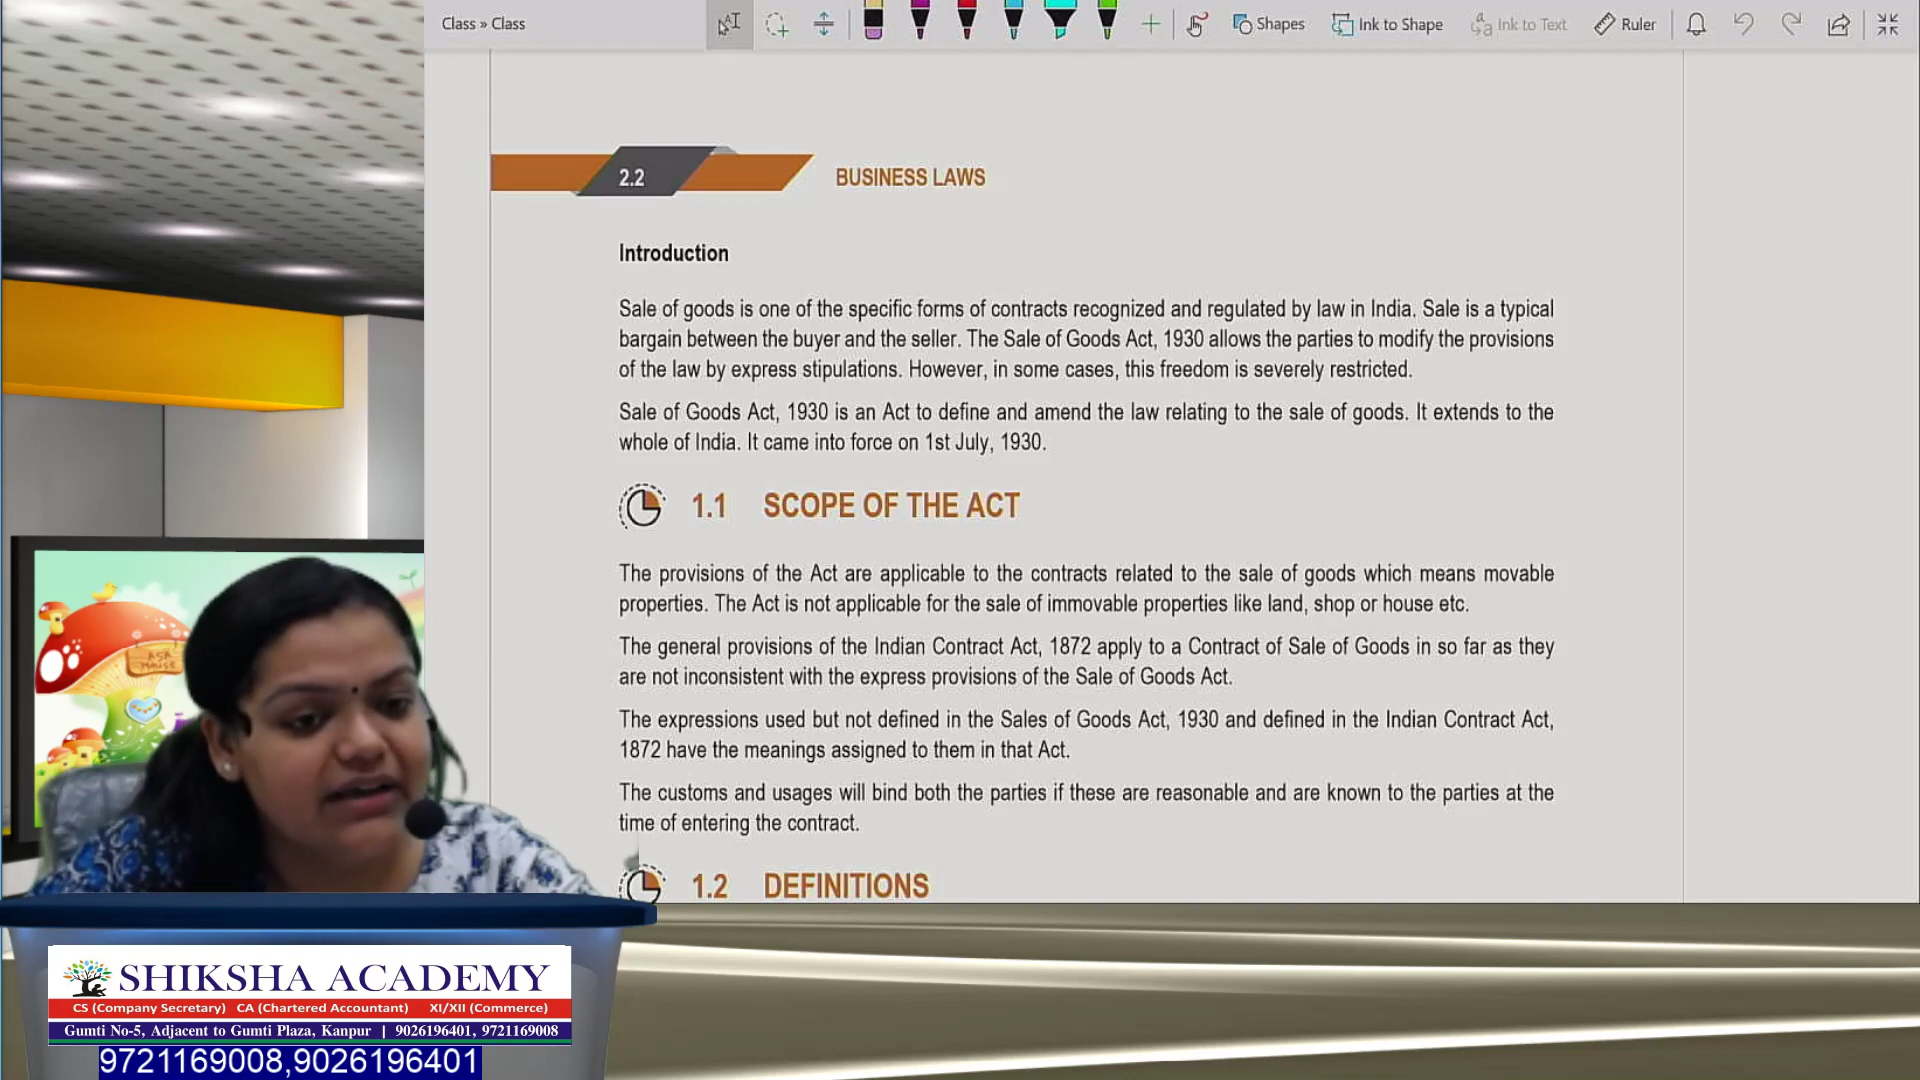 Class » Class
Shapes
Ink to Shape
Ink to Text
Ruler
2.2
BUSINESS LAWS
Introduction
Sale of goods is one of the specific forms of contracts recognized and regulated by law in India. Sale is a typical
bargain between the buyer and the seller. The Sale of Goods Act, 1930 allows the parties to modify the provisions
of the law by express stipulations. However, in some cases, this freedom is severely restricted.
Sale of Goods Act, 1930 is an Act to define and amend the law relating to the sale of goods. It extends to the
whole of India. It came into force on 1st July, 1930.
1.1 SCOPE OF THE ACT
The provisions of the Act are applicable to the contracts related to the sale of goods which means movable
properties. The Act is not applicable for the sale of immovable properties like land, shop or house etc.
The general provisions of the Indian Contract Act, 1872 apply to a Contract of Sale of Goods in so far as they
are not inconsistent with the express provisions of the Sale of Goods Act.
The expressions used but not defined in the Sales of Goods Act, 1930 and defined in the Indian Contract Act,
1872 have the meanings assigned to them in that Act.
The customs and usages will bind both the parties if these are reasonable and are known to the parties at the
time of entering the contract.
1.2 DEFINITIONS
SHIKSHA ACADEMY
CS (Company Secretary) CA (Chartered Accountant) XI/XII (Commerce)
Gumti No-5, Adjacent to Gumti Plaza, Kanpur | 9026196401, 9721169008
9721169008,9026196401